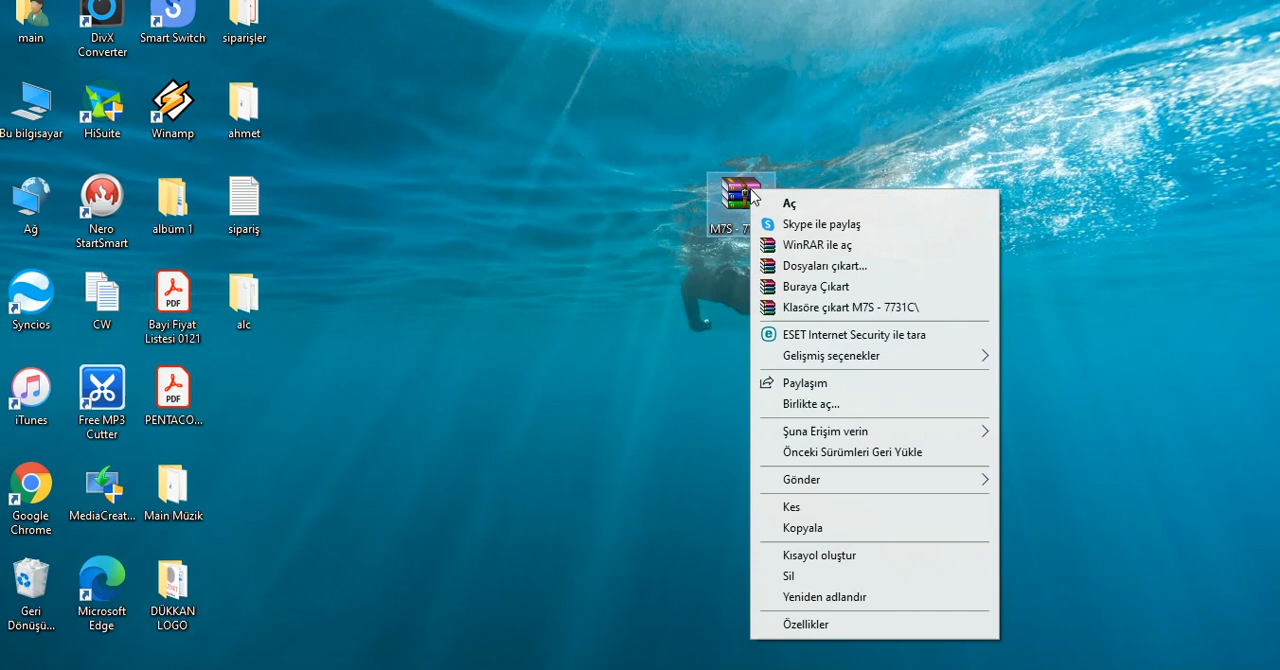 main
DivX
Converter
Smart Switch
siparişler
Bu bilgisayar
HiSuite
Winamp
ahmet
Ağ
Nero
StartSmart
albüm 1
sipariş
Syncios
CW
PDF
Bayi Fiyat
Listesi 0121
alc
iTunes
Free MP3
Cutter
PDF
PENTACO...
Google
Chrome
MediaCreat...
Main Müzik
Geri
Dönüşü...
Microsoft
Edge
DÜKKAN
LOGO
M7S - 7
Aç
Skype ile paylaş
WinRAR ile aç
Dosyaları çıkart...
Buraya Çıkart
Klasöre çıkart M7S - 7731C\
ESET Internet Security ile tara
Gelişmiş seçenekler
Paylaşım
Birlikte aç...
Şuna Erişim verin
Önceki Sürümleri Geri Yükle
Gönder
Kes
Kopyala
Kısayol oluştur
Sil
Yeniden adlandır
Özellikler